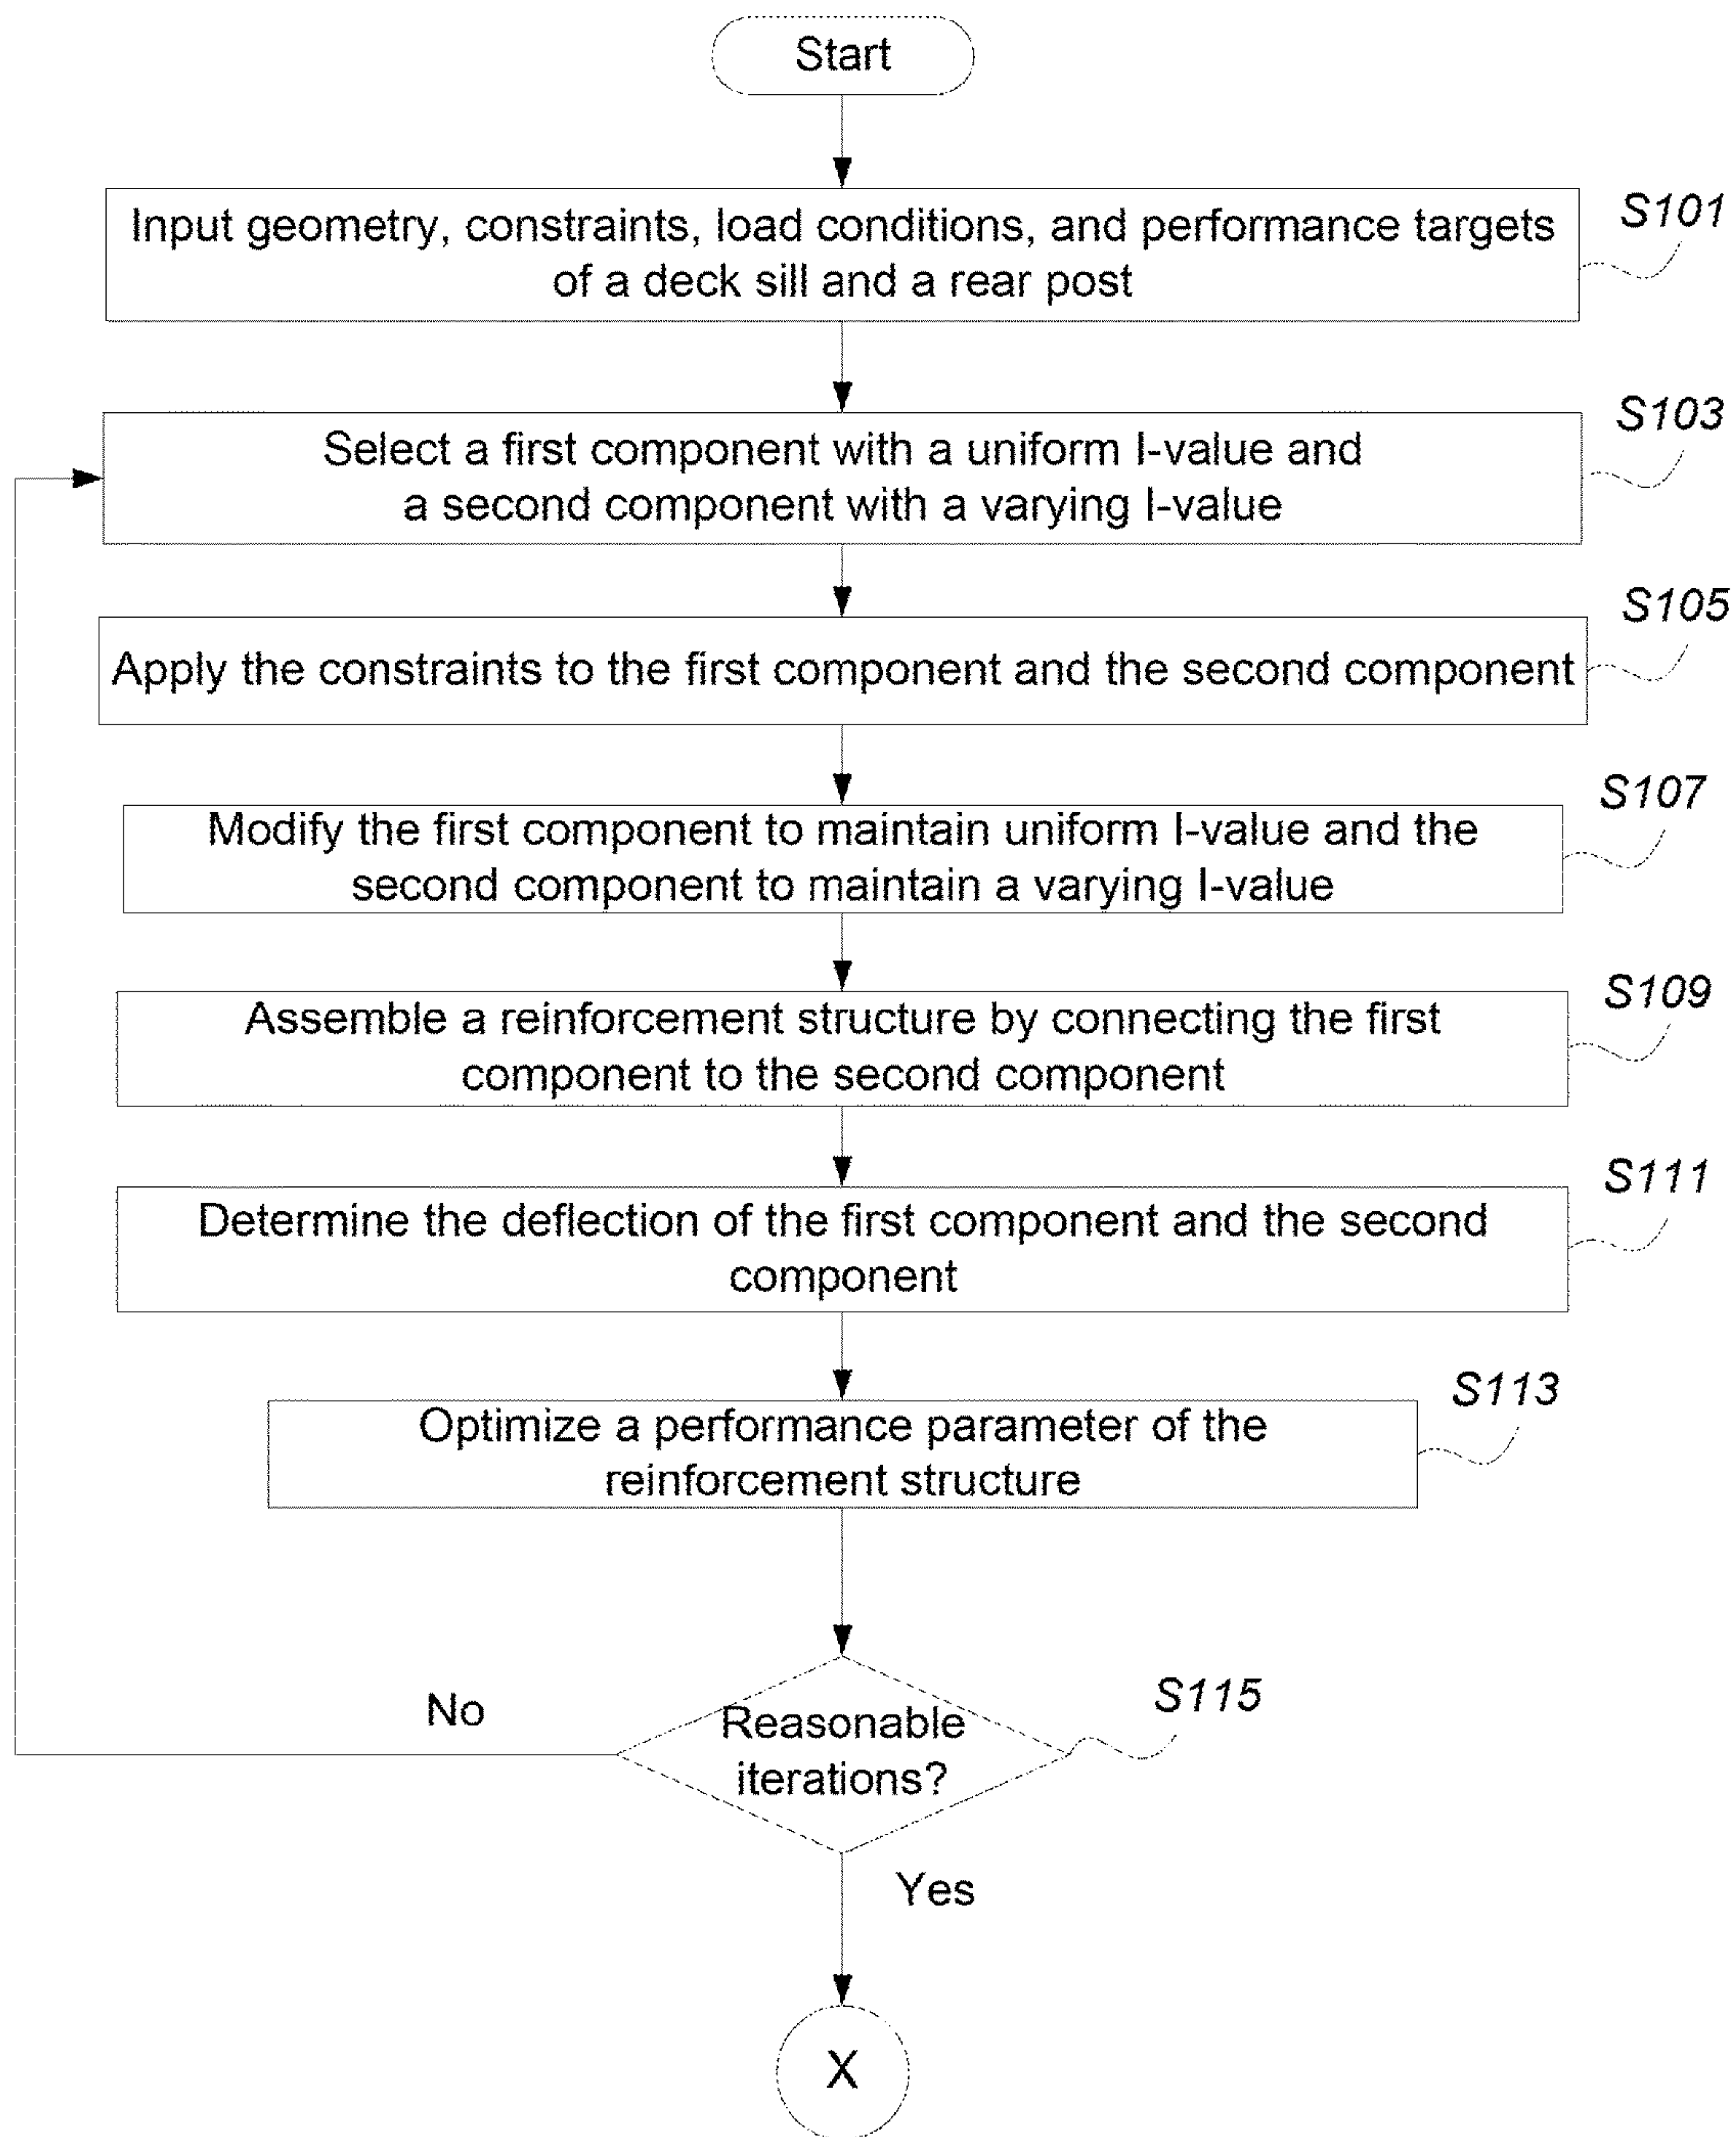 Start
Input geometry, constraints, load conditions, and performance targets
of a deck sill and a rear post
S101
Select a first component with a uniform I-value and
a second component with a varying I-value
S103
Apply the constraints to the first component and the second component
S105
Modify the first component to maintain uniform I-value and the
second component to maintain a varying I-value
S107
Assemble a reinforcement structure by connecting the first
component to the second component
S109
Determine the deflection of the first component and the second
component
S111
Optimize a performance parameter of the
reinforcement structure
S113
Reasonable
iterations?
S115
No
Yes
X